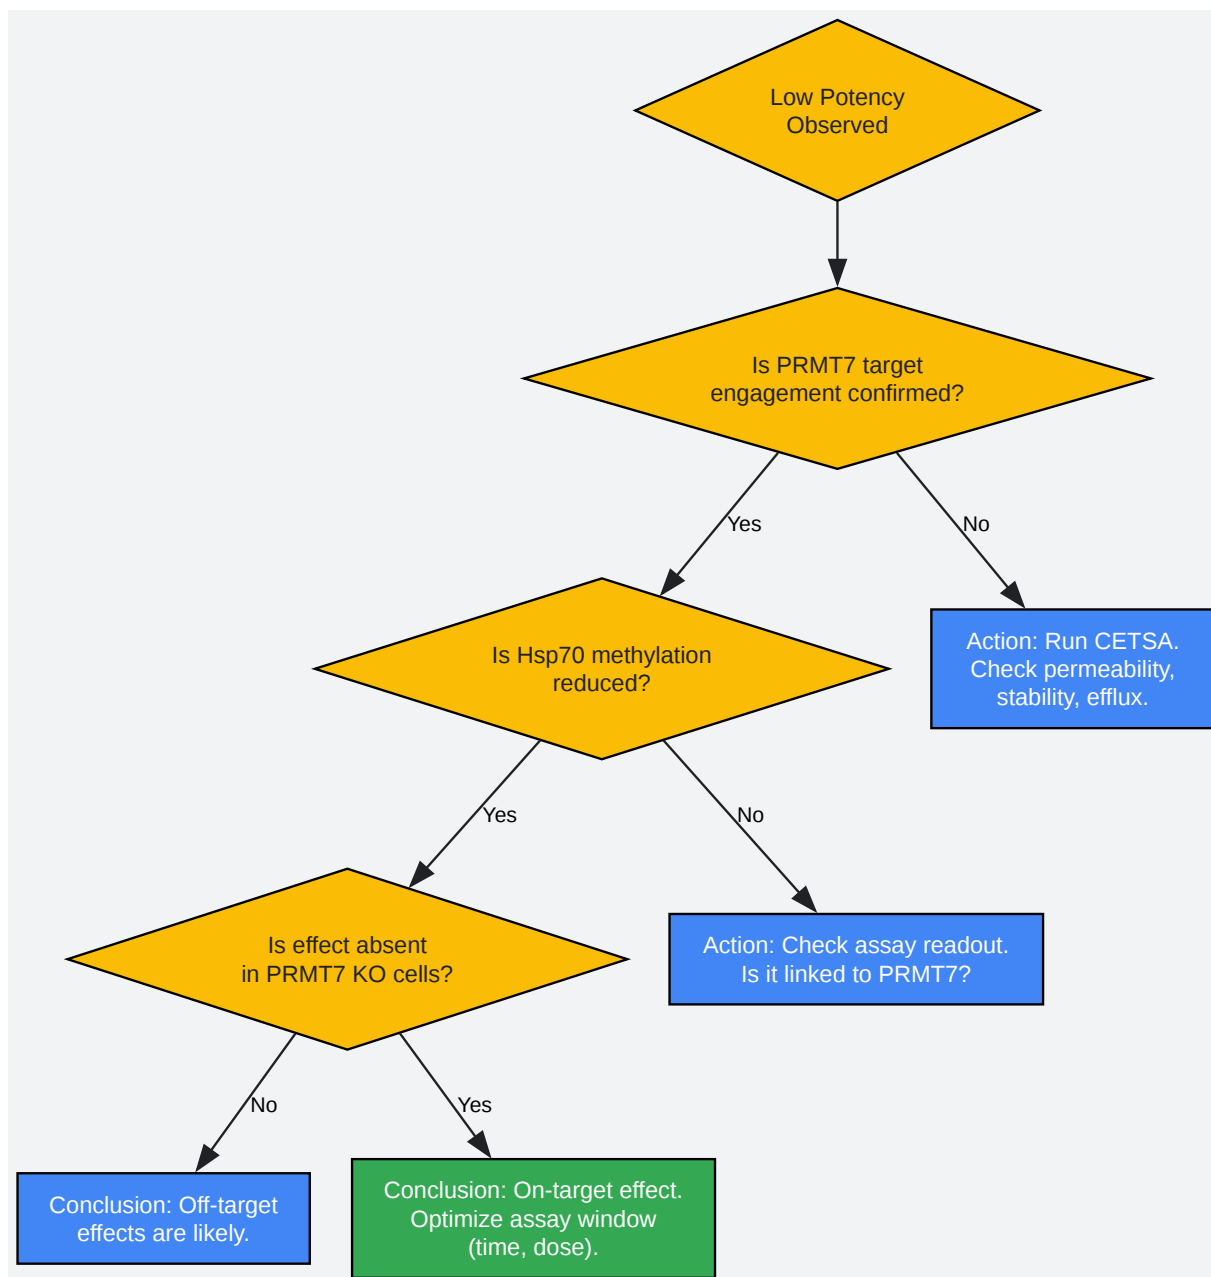 Low Potency
Observed
Is PRMT7 target
engagement confirmed?
Yes
No
Is Hsp70 methylation
reduced?
Action: Run CETSA.
Check permeability,
stability, efflux.
Yes
No
Is effect absent
in PRMT7 KO cells?
Action: Check assay readout.
Is it linked to PRMT7?
No
Yes
Conclusion: Off-target
effects are likely.
Conclusion: On-target effect.
Optimize assay window
(time, dose).